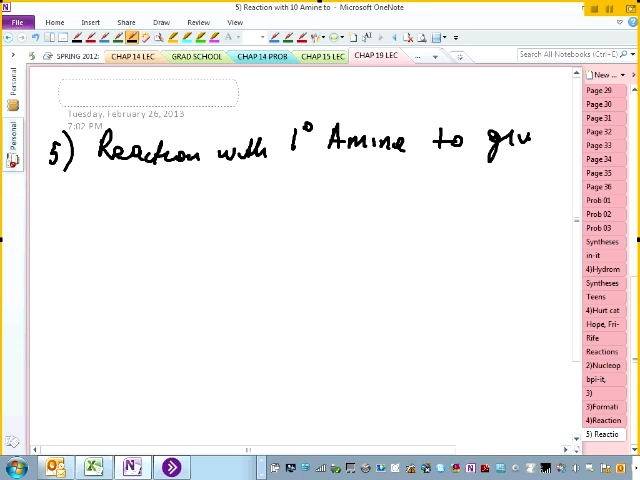 5) Reaction with 10 Amine to - Microsoft OneNote
File Home Insert Share Draw Review View
SPRING 2012: CHAP 14 LEC GRAD SCHOOL CHAP 14 PROB CHAP 15 LEC CHAP 19 LEC ...
Search All Notebooks (Ctrl+E)
New
Personal
Personal
Tuesday, February 26, 2013
7:02 PM
5) Reaction with 1° Amine to giv
Page 29
Page 30
Page 31
Page 32
Page 33
Page 34
Page 35
Page 36
Prob 01
Prob 02
Prob 03
Syntheses
in-it
4)Hydrom
Syntheses
Teens
4)Hurt cat
Hope, Fri-
Rife
Reactions
2)Nucleop
bpi-it,
3)
3)Formati
4)Reaction
5) Reactio